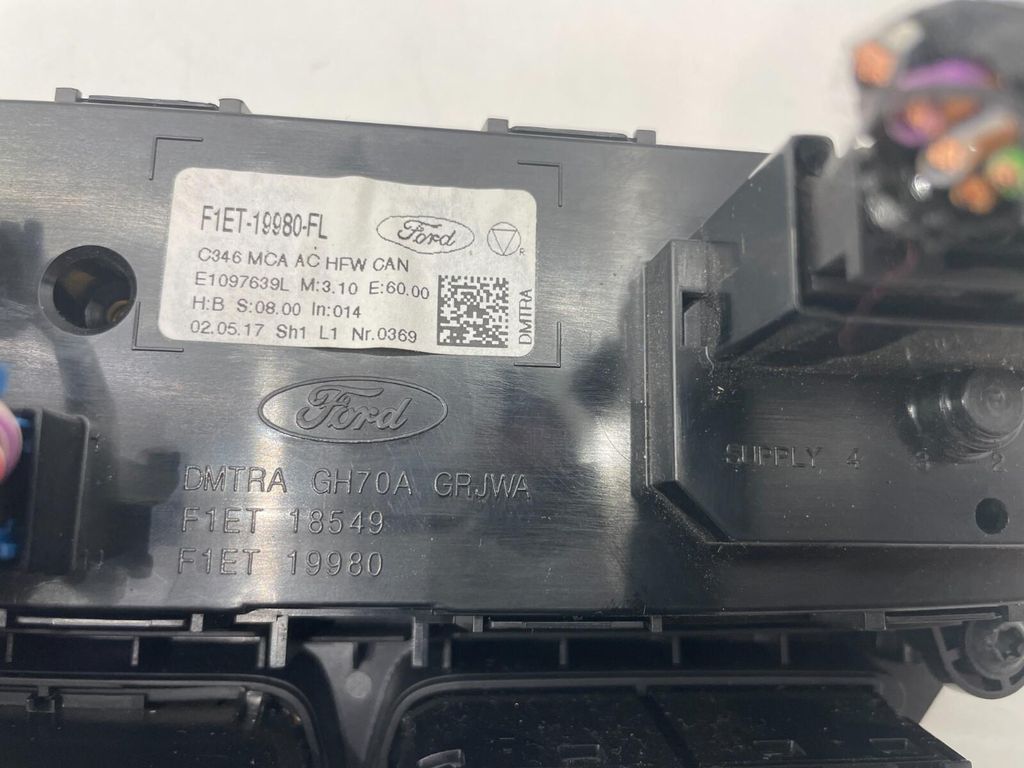 F1ET-19980-FL
Ford
R
C346 MCA AC HFW CAN
E1097639L M:3.10 E:60.00
H:B S:08.00 In:014
02.05.17 Sh1 L1 Nr.0369
DMTRA
Ford
DMTRA GH70A GRJWA
F1ET 18549
F1ET 19980
SUPPLY 4 3 2